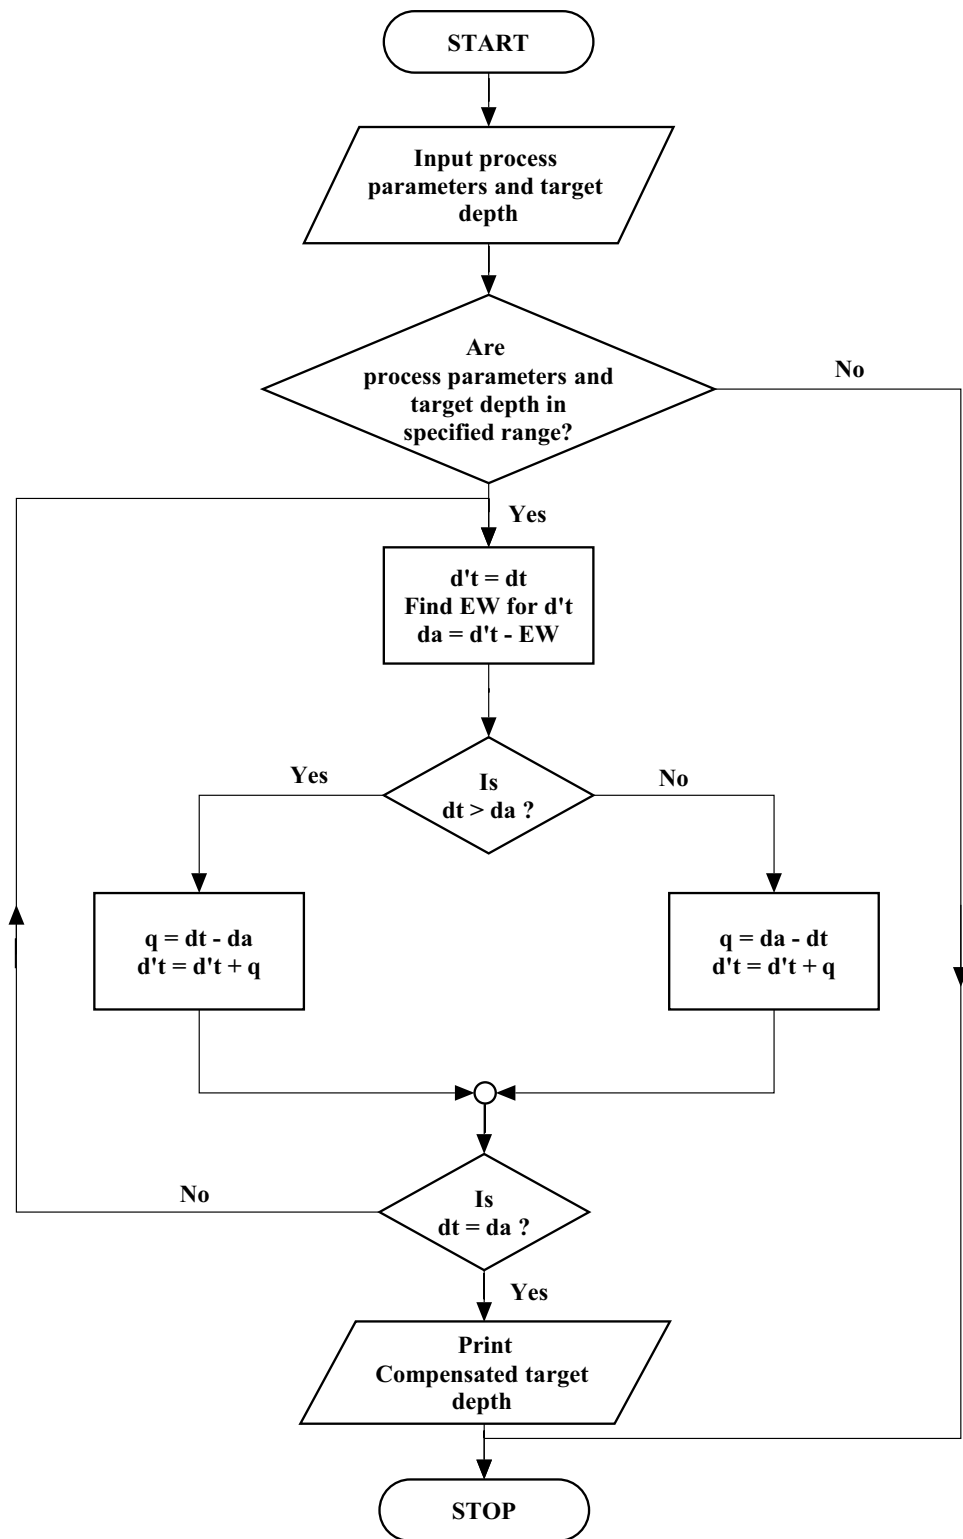 START
Input process
parameters and target
depth
Are
process parameters and
target depth in
specified range?
No
Yes
d't = dt
Find EW for d't
da = d't - EW
Yes
Is
dt > da ?
No
q = dt - da
d't = d't + q
q = da - dt
d't = d't + q
No
Is
dt = da ?
Yes
Print
Compensated target
depth
STOP